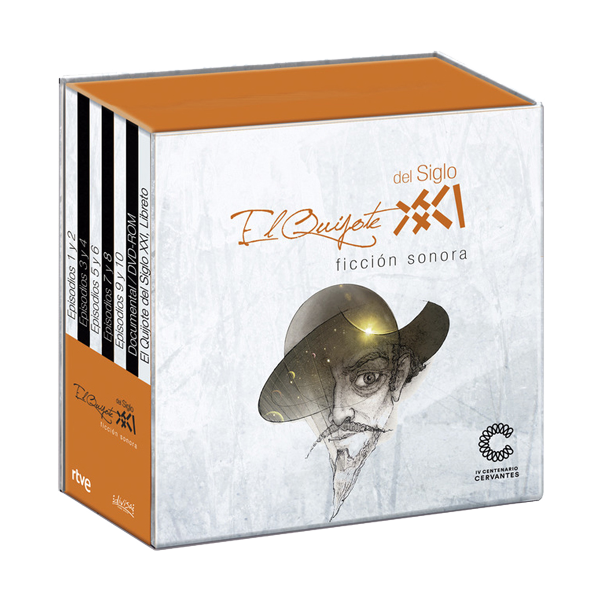 Episodios 1 y 2
Episodios 3 y 4
Episodios 5 y 6
Episodios 7 y 8
Episodios 9 y 10
Documental / DVD-ROM
El Quijote del Siglo XXI, Libreto
del Siglo
El Quijote XXI
ficción sonora
rtve
divisa
del Siglo
El Quijote XXI
ficción sonora
IV CENTENARIO
CERVANTES